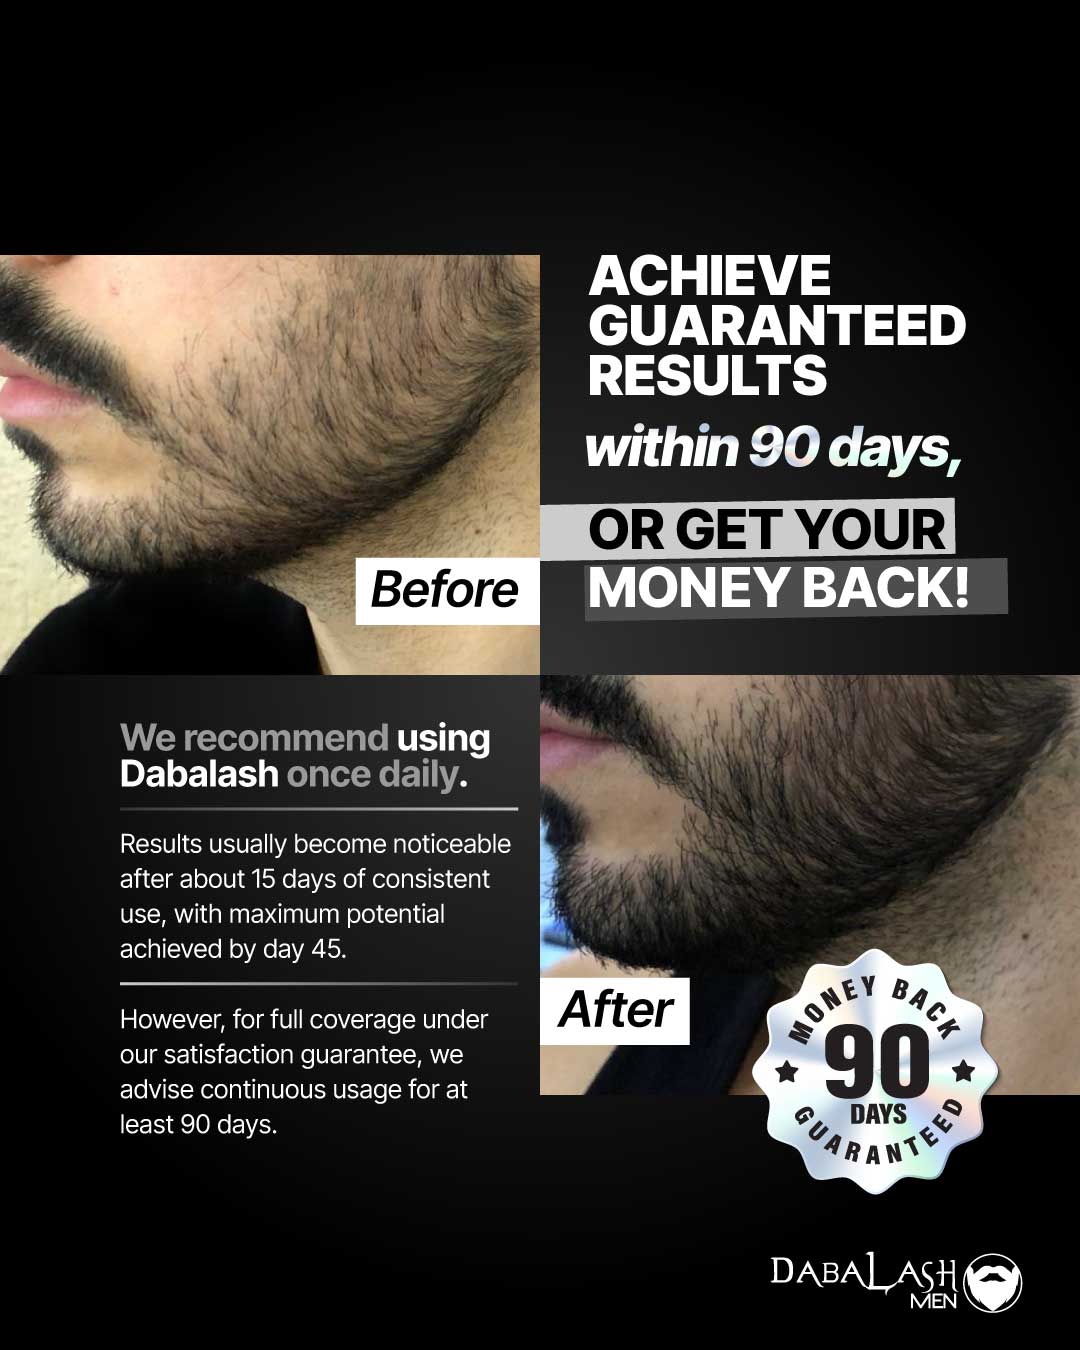 ACHIEVE
GUARANTEED
RESULTS
within 90 days,
OR GET YOUR
MONEY BACK!
Before
We recommend using
Dabalash once daily.
Results usually become noticeable
after about 15 days of consistent
use, with maximum potential
achieved by day 45.
However, for full coverage under
our satisfaction guarantee, we
advise continuous usage for at
least 90 days.
After
MONEY BACK
90
DAYS
GUARANTEED
DABALASH
MEN